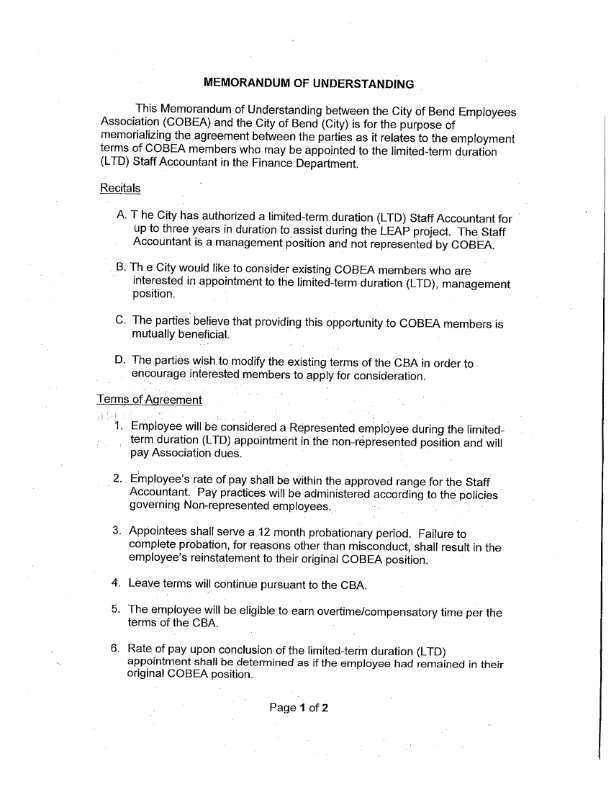 MEMORANDUM OF UNDERSTANDING
This Memorandum of Understanding between the City of Bend Employees
Association (COBEA) and the City of Bend (City) is for the purpose of
memorializing the agreement between the parties as it relates to the employment
terms of COBEA members who may be appointed to the limited-term duration
(LTD) Staff Accountant in the Finance Department.
Recitals
A. T he City has authorized a limited-term duration (LTD) Staff Accountant for
up to three years in duration to assist during the LEAP project. The Staff
Accountant is a management position and not represented by COBEA.
B. Th e City would like to consider existing COBEA members who are
interested in appointment to the limited-term duration (LTD), management
position.
C. The parties believe that providing this opportunity to COBEA members is
mutually beneficial.
D. The parties wish to modify the existing terms of the CBA in order to
encourage interested members to apply for consideration.
Terms of Agreement
1. Employee will be considered a Represented employee during the limited-
term duration (LTD) appointment in the non-represented position and will
pay Association dues.
2. Employee's rate of pay shall be within the approved range for the Staff
Accountant. Pay practices will be administered according to the policies
governing Non-represented employees.
3. Appointees shall serve a 12 month probationary period. Failure to
complete probation, for reasons other than misconduct, shall result in the
employee's reinstatement to their original COBEA position.
4. Leave terms will continue pursuant to the CBA.
5. The employee will be eligible to earn overtime/compensatory time per the
terms of the CBA.
6. Rate of pay upon conclusion of the limited-term duration (LTD)
appointment shall be determined as if the employee had remained in their
original COBEA position.
Page 1 of 2